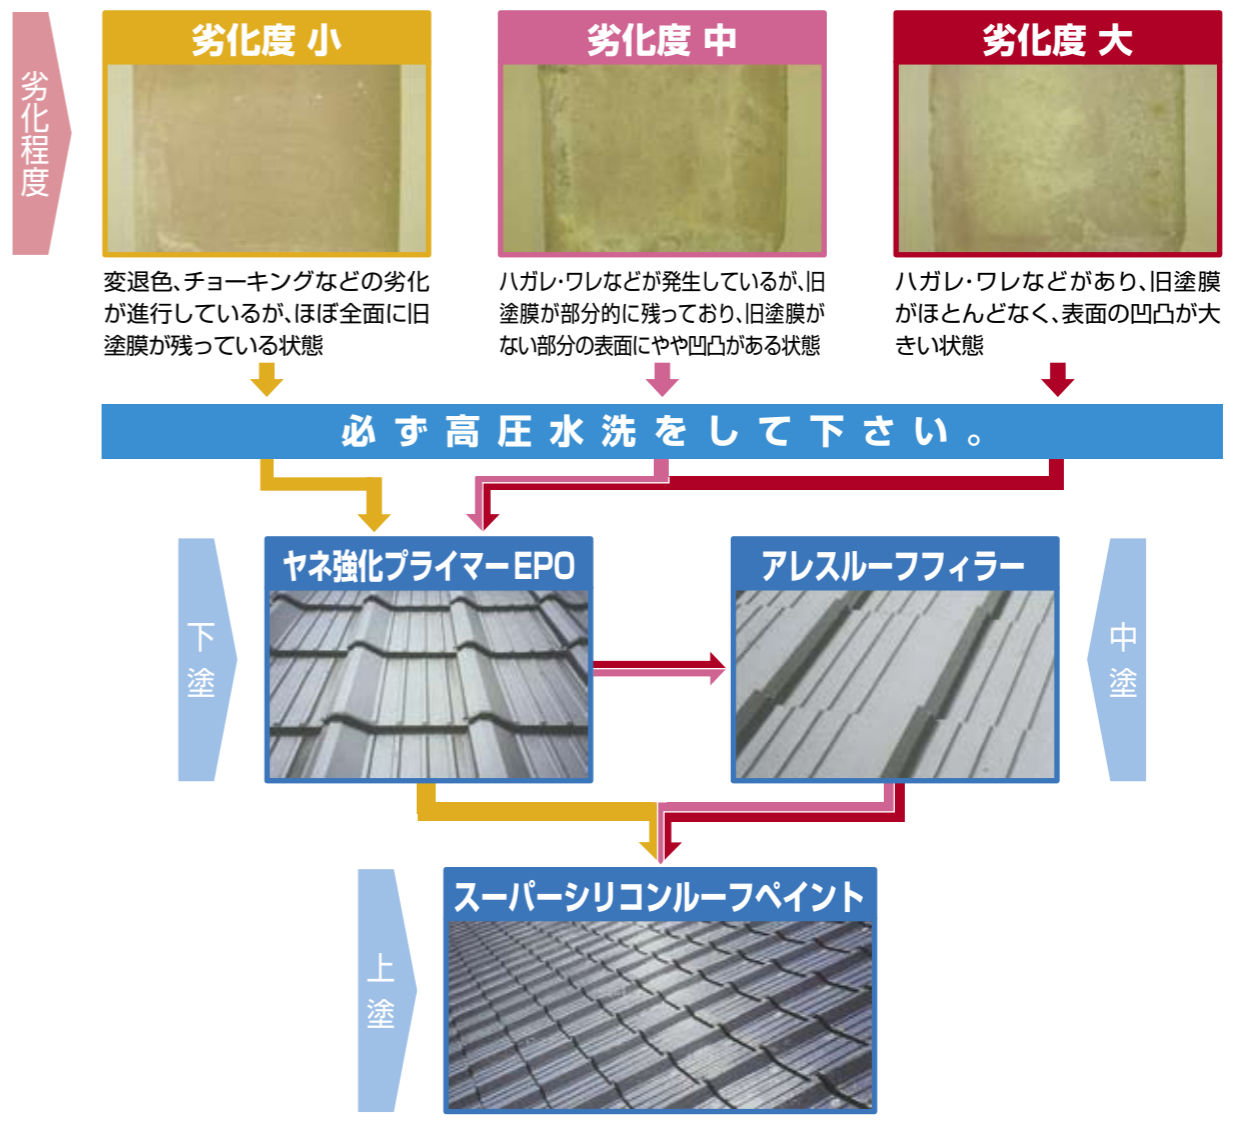 劣化程度
劣化度 小
劣化度 中
劣化度 大
変退色、チョーキングなどの劣化
が進行しているが、ほぼ全面に旧
塗膜が残っている状態
ハガレ・ワレなどが発生しているが、旧
塗膜が部分的に残っており、旧塗膜が
ない部分の表面にやや凹凸がある状態
ハガレ・ワレなどがあり、旧塗膜
がほとんどなく、表面の凹凸が大
きい状態
必ず高圧水洗をして下さい。
下塗
ヤネ強化プライマーEPO
アレスルーフフィラー
中塗
上塗
スーパーシリコンルーフペイント